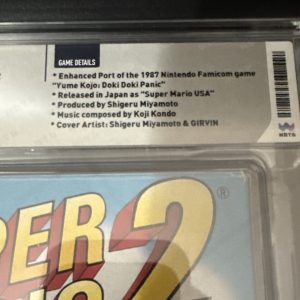 GAME DETAILS
* Enhanced Port of the 1987 Nintendo Famicom game
"Yume Kojo: Doki Doki Panic"
* Released in Japan as "Super Mario USA"
* Produced by Shigeru Miyamoto
* Music composed by Koji Kondo
* Cover Artist: Shigeru Miyamoto & GIRVIN
WATA
PER 2 ®